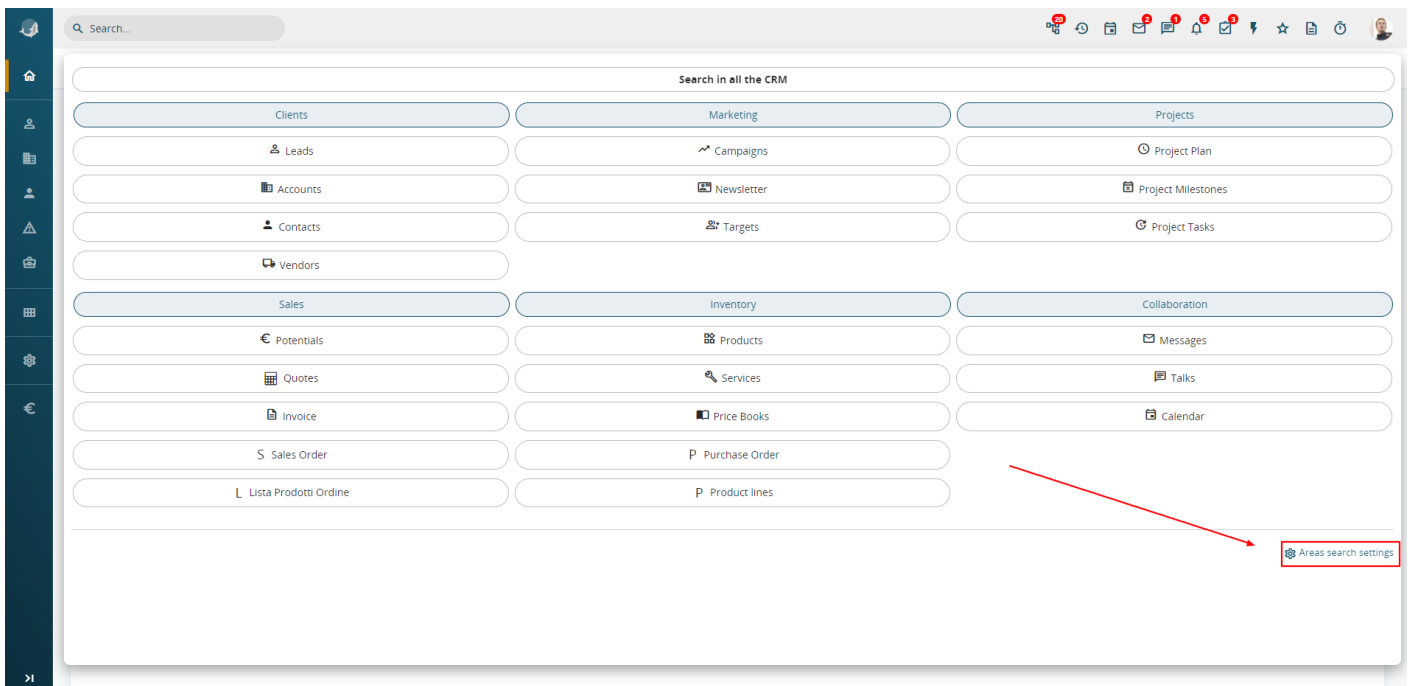 Search...
20
2
1
5
3
Search in all the CRM
Clients
Marketing
Projects
Leads
Campaigns
Project Plan
Accounts
Newsletter
Project Milestones
Contacts
Targets
Project Tasks
Vendors
Sales
Inventory
Collaboration
€ Potentials
Products
Messages
Quotes
Services
Talks
Invoice
Price Books
Calendar
S Sales Order
P Purchase Order
L Lista Prodotti Ordine
P Product lines
Areas search settings